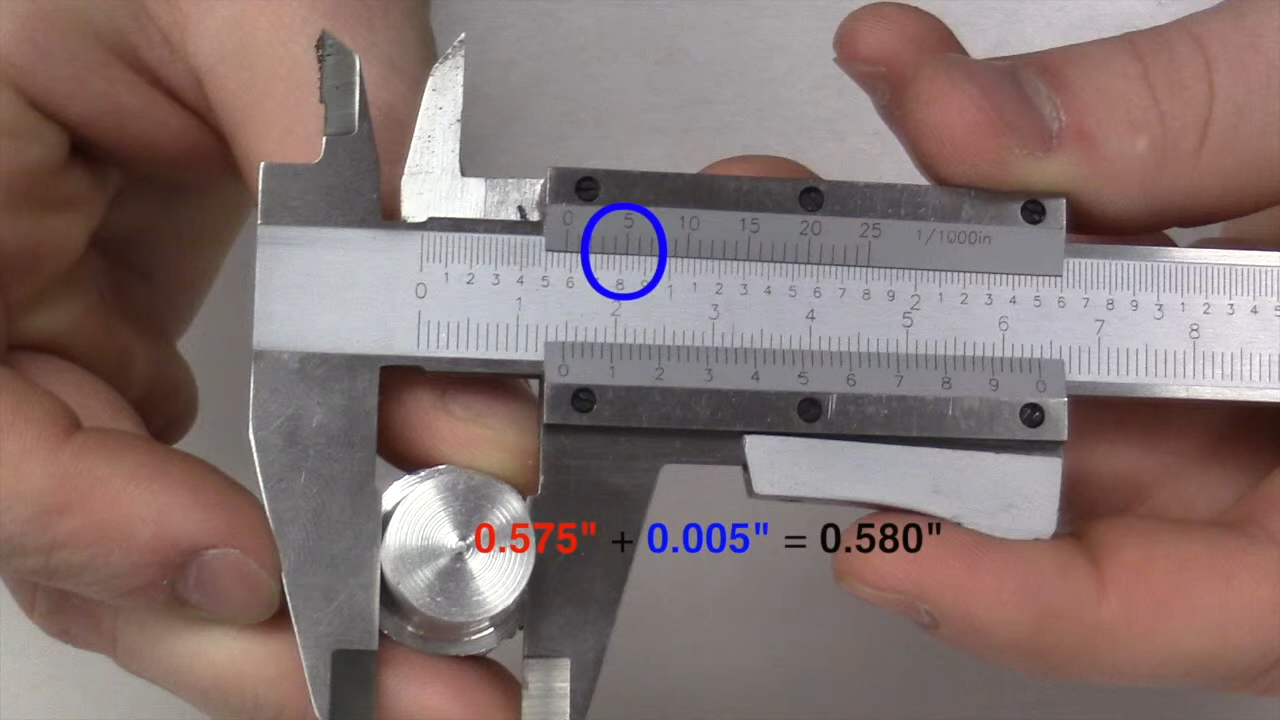 0 5 10 15 20 25 1/1000in
1 2 3 4 5 6 8 9 1 1 2 3 4 5 6 7 8 9 2 1 2 3 4 5 6 7 8 9 3 1 2 3 4 5
0 1 2 3 4 5 6 7 8
0 1 2 3 4 5 6 7 8 9 0
0.575" + 0.005" = 0.580"